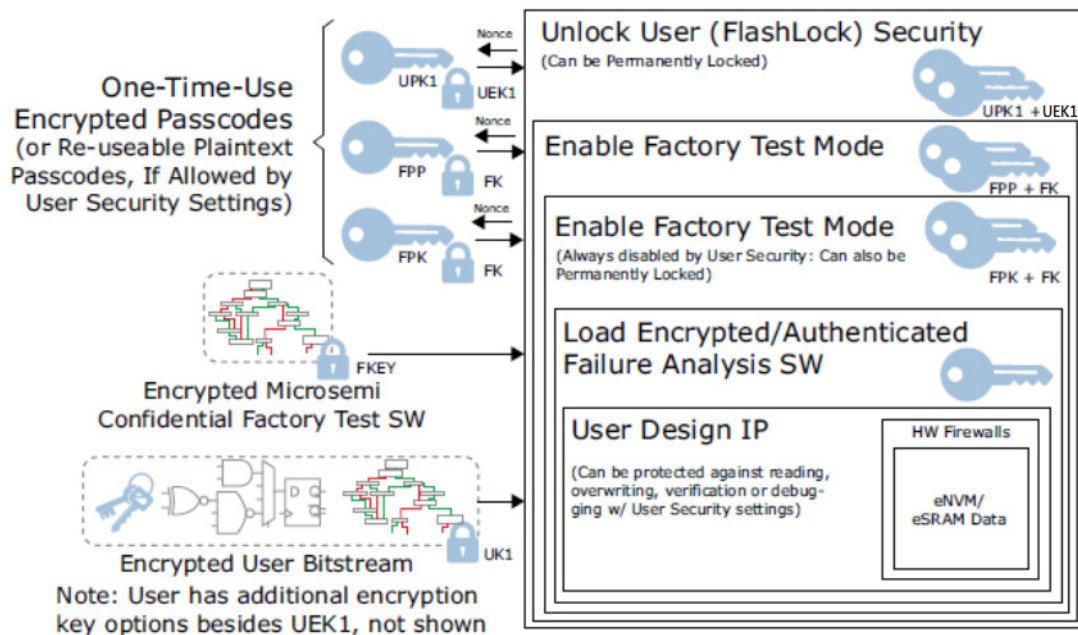 One-Time-Use
Encrypted Passcodes
(or Re-useable Plaintext
Passcodes, If Allowed by
User Security Settings)
Nonce
UPK1
UEK1
Nonce
FPP
FK
Nonce
FPK
FK
FKEY
Encrypted Microsemi
Confidential Factory Test SW
UK1
Encrypted User Bitstream
Note: User has additional encryption
key options besides UEK1, not shown
Unlock User (FlashLock) Security
(Can be Permanently Locked)
UPK1 +UEK1
Enable Factory Test Mode
FPP + FK
Enable Factory Test Mode
(Always disabled by User Security: Can also be
Permanently Locked)
FPK + FK
Load Encrypted/Authenticated
Failure Analysis SW
User Design IP
(Can be protected against reading,
overwriting, verification or debug-
ging w/ User Security settings)
HW Firewalls
eNVM/
eSRAM Data